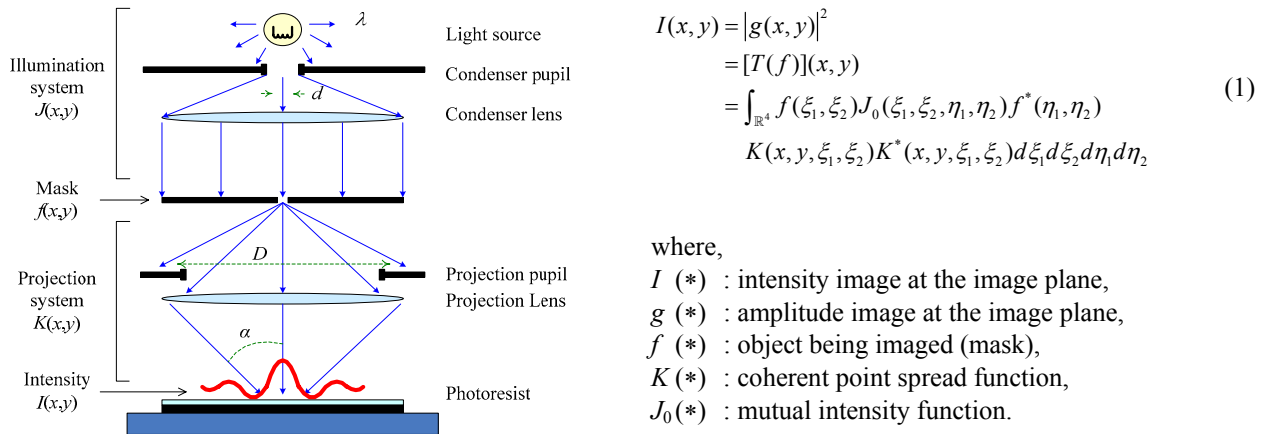 λ
Light source
Condenser pupil
d
Condenser lens
Illumination
system
J(x,y)
Mask
f(x,y)
D
Projection pupil
Projection Lens
Projection
system
K(x,y)
α
Intensity
I(x,y)
Photoresist
I(x, y) = |g(x, y)|²
= [T(f)](x, y)
= ∫_{ℝ⁴} f(ξ₁, ξ₂)J₀(ξ₁, ξ₂, η₁, η₂) f*(η₁, η₂)
K(x, y, ξ₁, ξ₂)K*(x, y, ξ₁, ξ₂)dξ₁dξ₂dη₁dη₂
(1)
where,
I (∗) : intensity image at the image plane,
g (∗) : amplitude image at the image plane,
f (∗) : object being imaged (mask),
K (∗) : coherent point spread function,
J₀(∗) : mutual intensity function.